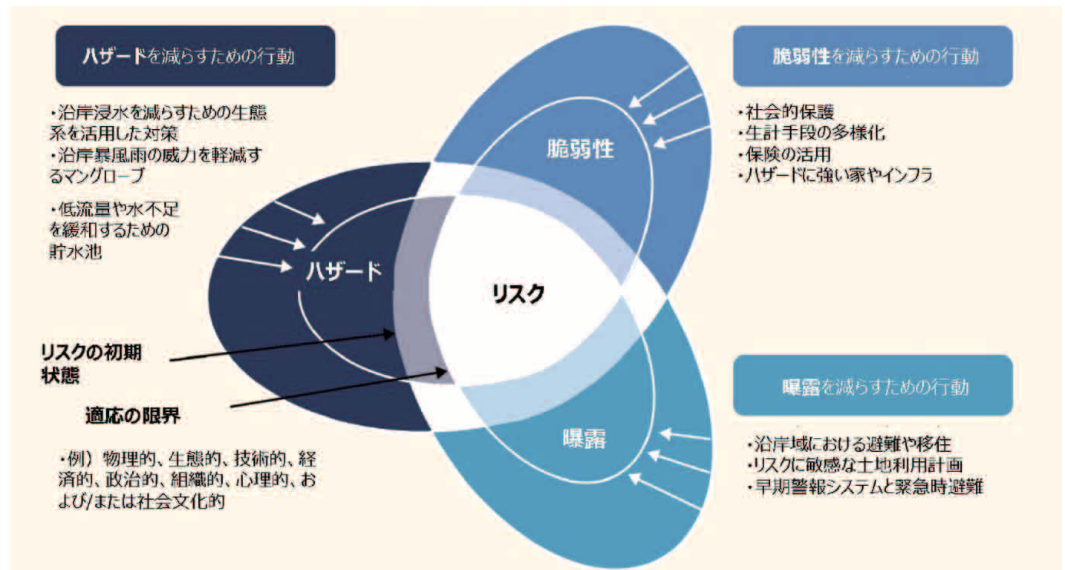 ハザードを減らすための行動
・沿岸浸水を減らすための生態
系を活用した対策
・沿岸暴風雨の威力を軽減す
るマングローブ
・低流量や水不足
を緩和するための
貯水池
ハザード
リスクの初期
状態
適応の限界
・例）物理的、生態的、技術的、経
済的、政治的、組織的、心理的、お
よび/または社会文化的
脆弱性
リスク
曝露
脆弱性を減らすための行動
・社会的保護
・生計手段の多様化
・保険の活用
・ハザードに強い家やインフラ
曝露を減らすための行動
・沿岸域における避難や移住
・リスクに敏感な土地利用計画
・早期警報システムと緊急時避難